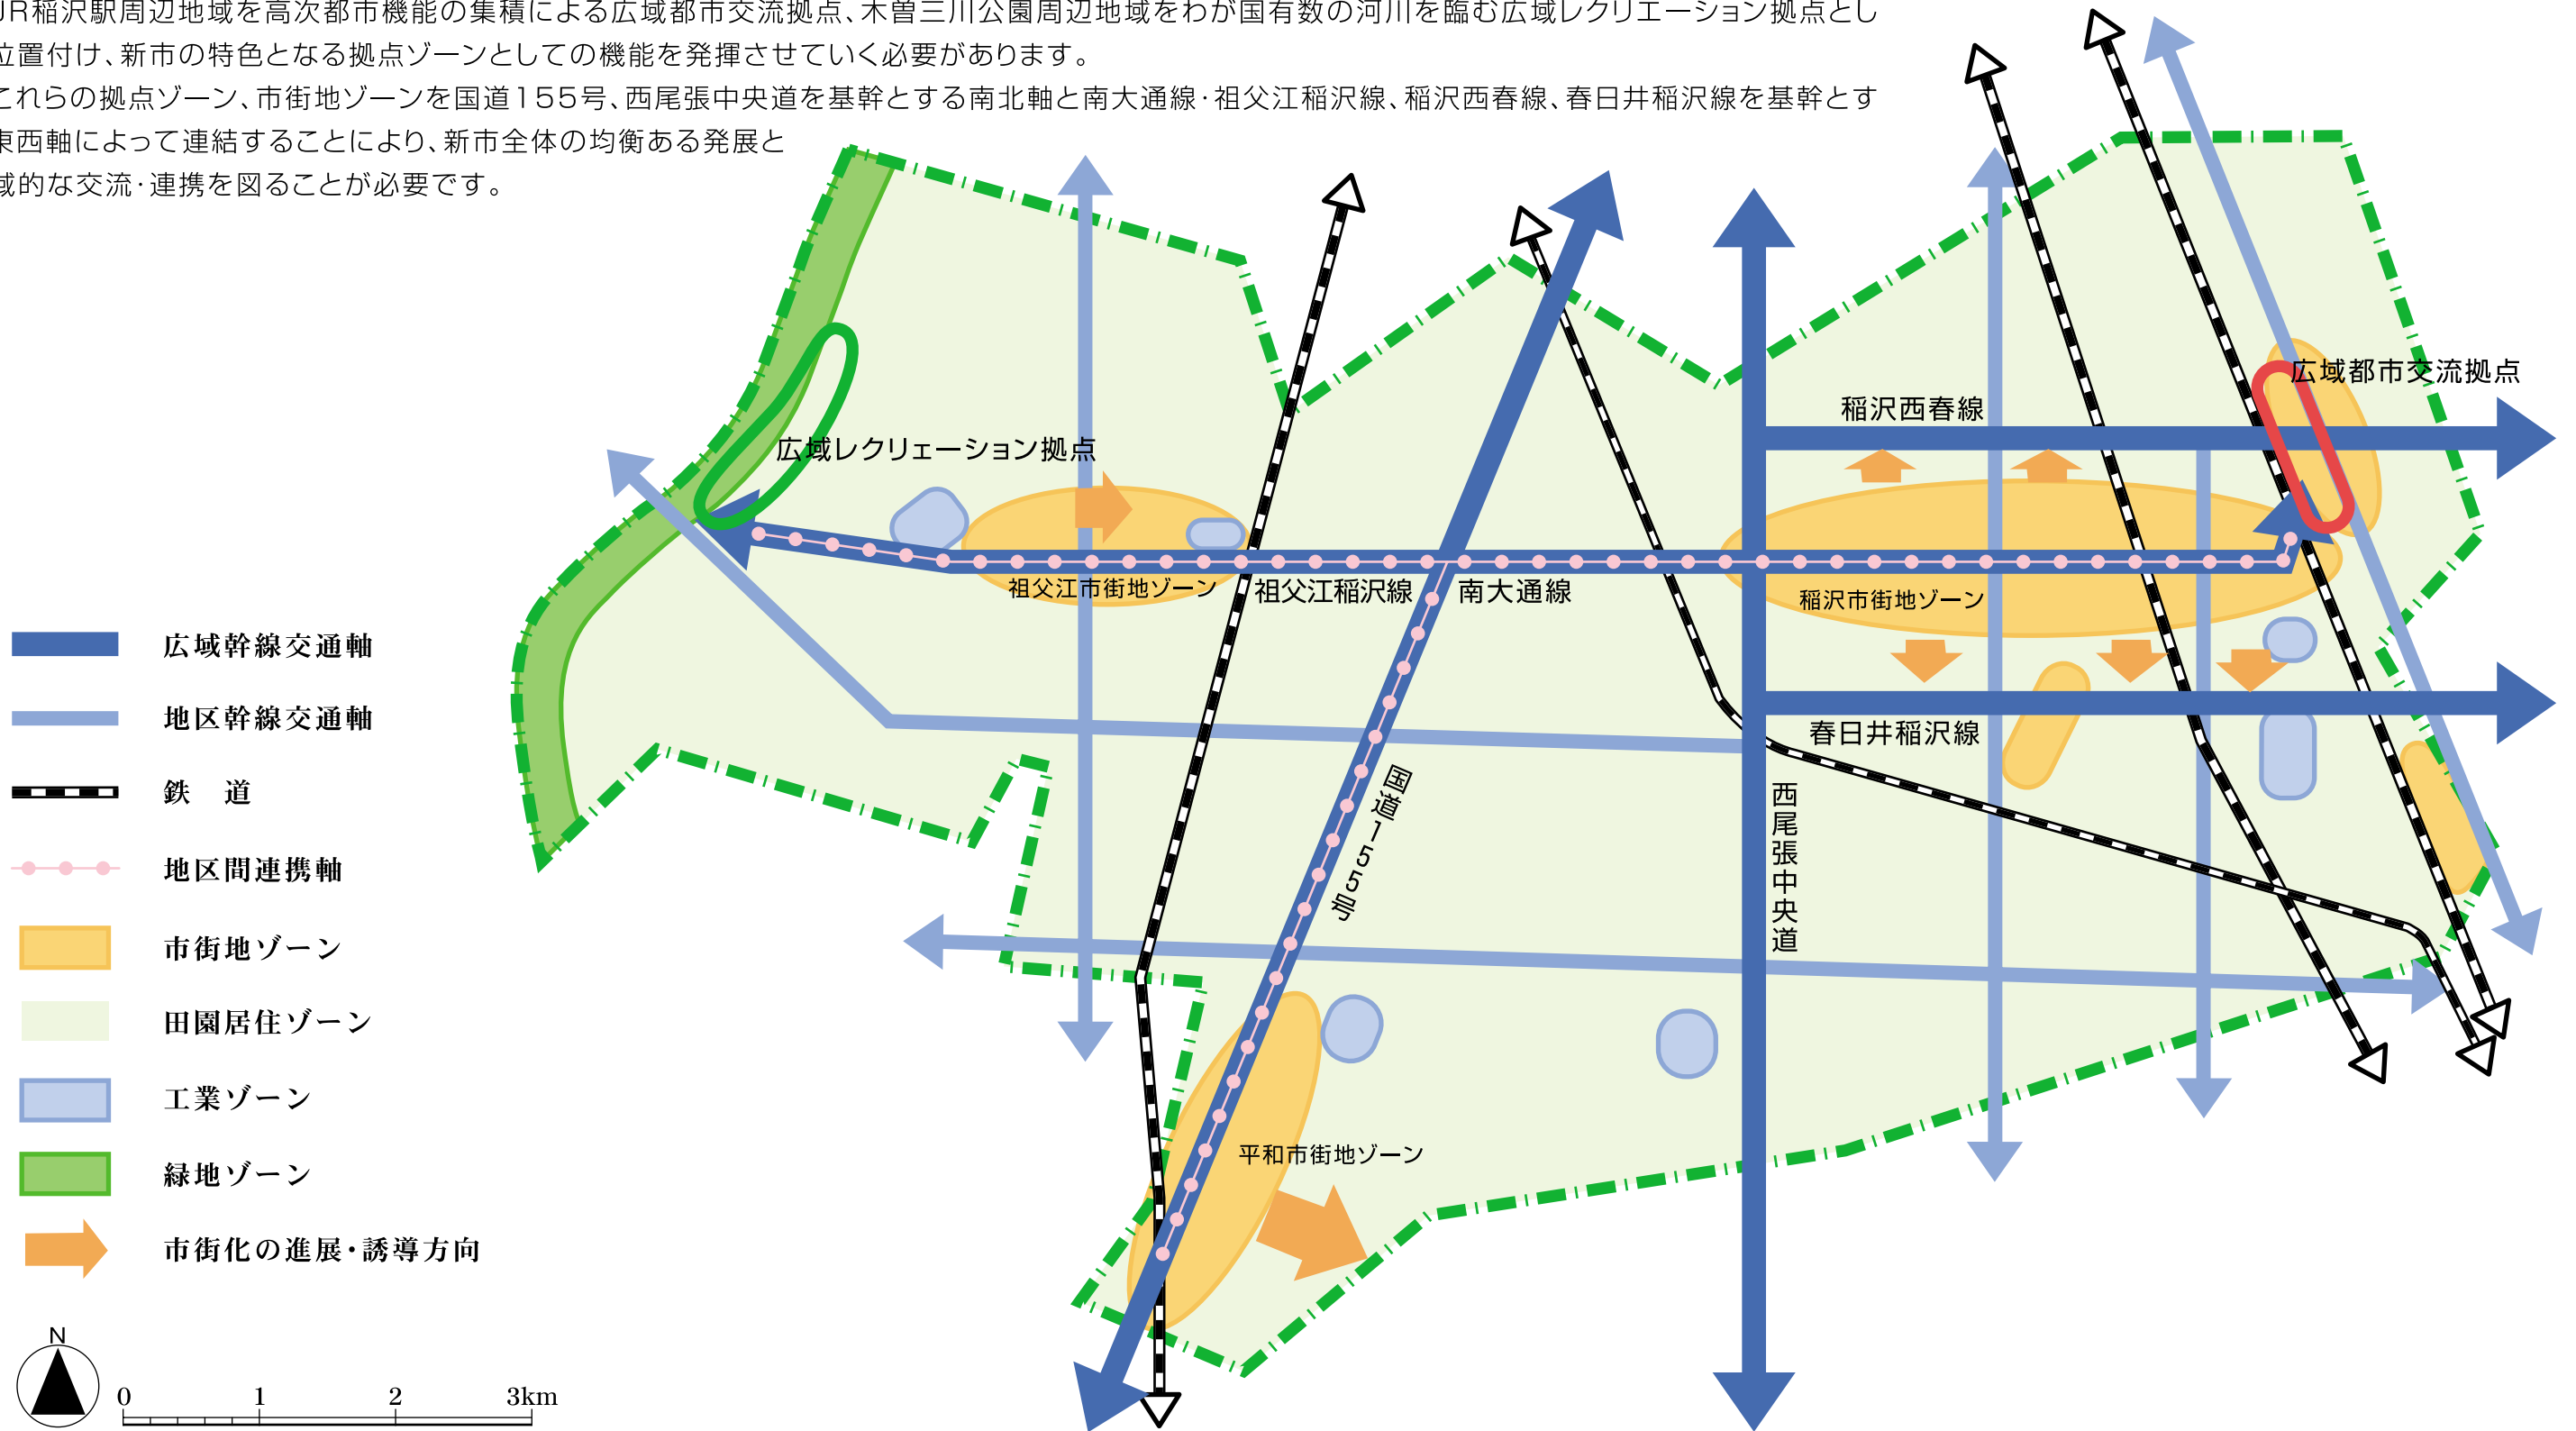 JR稲沢駅周辺地域を高次都市機能の集積による広域都市交流拠点、木曽三川公園周辺地域をわが国有数の河川を臨む広域レクリエーション拠点とし
位置付け、新市の特色となる拠点ゾーンとしての機能を発揮させていく必要があります。
これらの拠点ゾーン、市街地ゾーンを国道155号、西尾張中央道を基幹とする南北軸と南大通線・祖父江稲沢線、稲沢西春線、春日井稲沢線を基幹とす
東西軸によって連結することにより、新市全体の均衡ある発展と
域的な交流・連携を図ることが必要です。
広域都市交流拠点
稲沢西春線
広域レクリェーション拠点
祖父江市街地ゾーン
祖父江稲沢線
南大通線
稲沢市街地ゾーン
春日井稲沢線
国道155号
西尾張中央道
平和市街地ゾーン
広域幹線交通軸
地区幹線交通軸
鉄　道
地区間連携軸
市街地ゾーン
田園居住ゾーン
工業ゾーン
緑地ゾーン
市街化の進展・誘導方向
N
0 1 2 3km